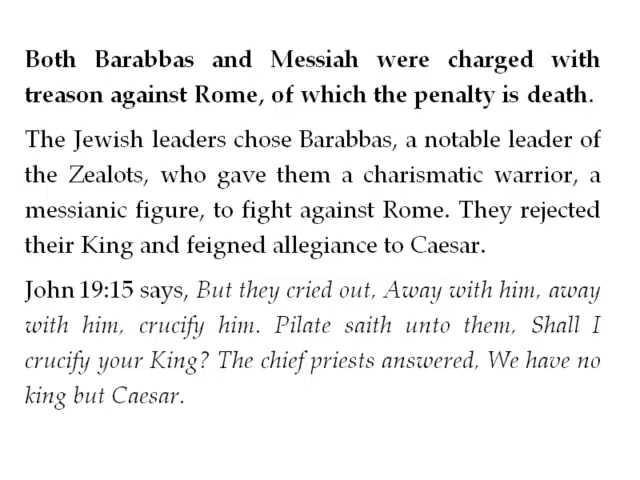 Both Barabbas and Messiah were charged with
treason against Rome, of which the penalty is death.
The Jewish leaders chose Barabbas, a notable leader of
the Zealots, who gave them a charismatic warrior, a
messianic figure, to fight against Rome. They rejected
their King and feigned allegiance to Caesar.
John 19:15 says, But they cried out, Away with him, away
with him, crucify him. Pilate saith unto them, Shall I
crucify your King? The chief priests answered, We have no
king but Caesar.